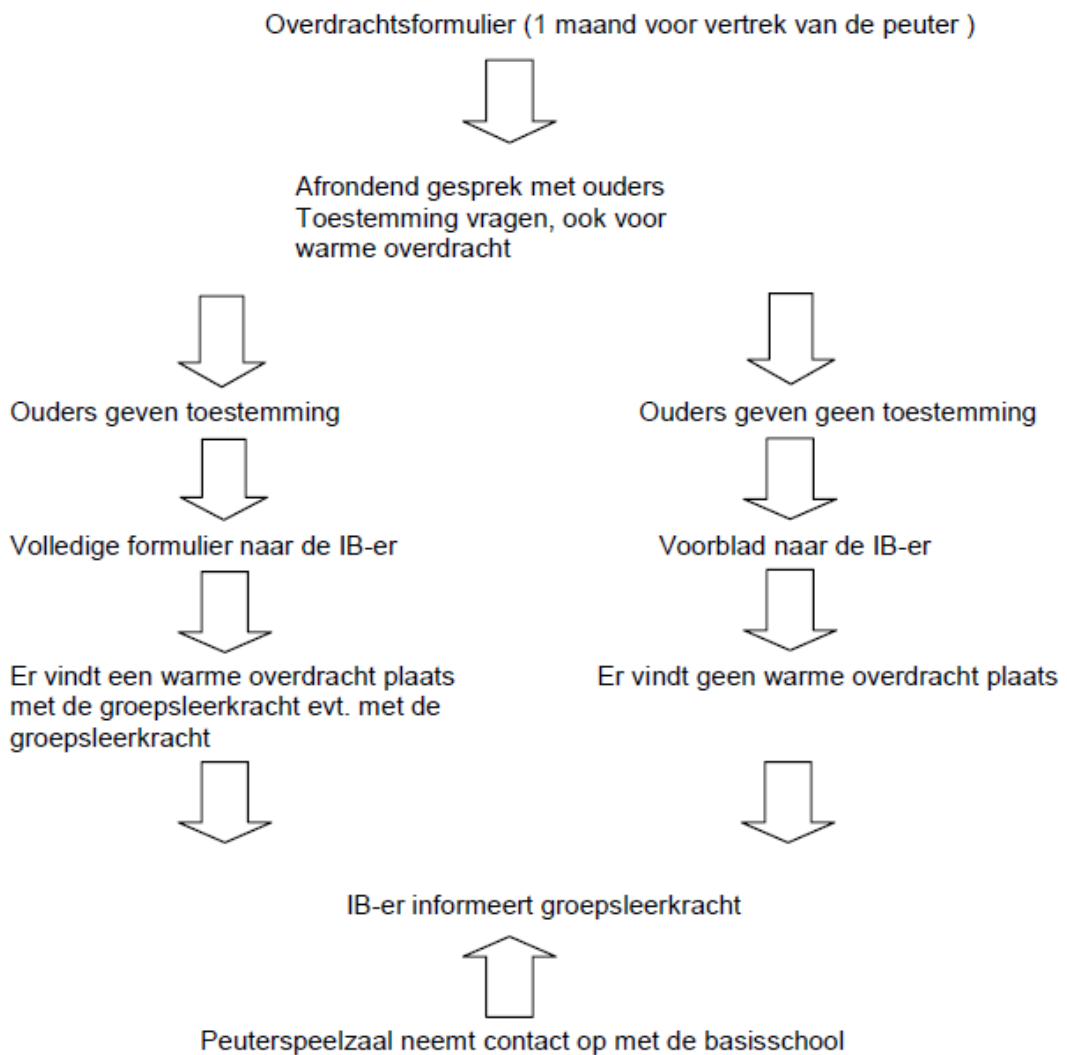 Overdrachtsformulier (1 maand voor vertrek van de peuter )
Afrondend gesprek met ouders
Toestemming vragen, ook voor
warme overdracht
Ouders geven toestemming
Ouders geven geen toestemming
Volledige formulier naar de IB-er
Voorblad naar de IB-er
Er vindt een warme overdracht plaats
met de groepsleerkracht evt. met de
groepsleerkracht
Er vindt geen warme overdracht plaats
IB-er informeert groepsleerkracht
Peuterspeelzaal neemt contact op met de basisschool